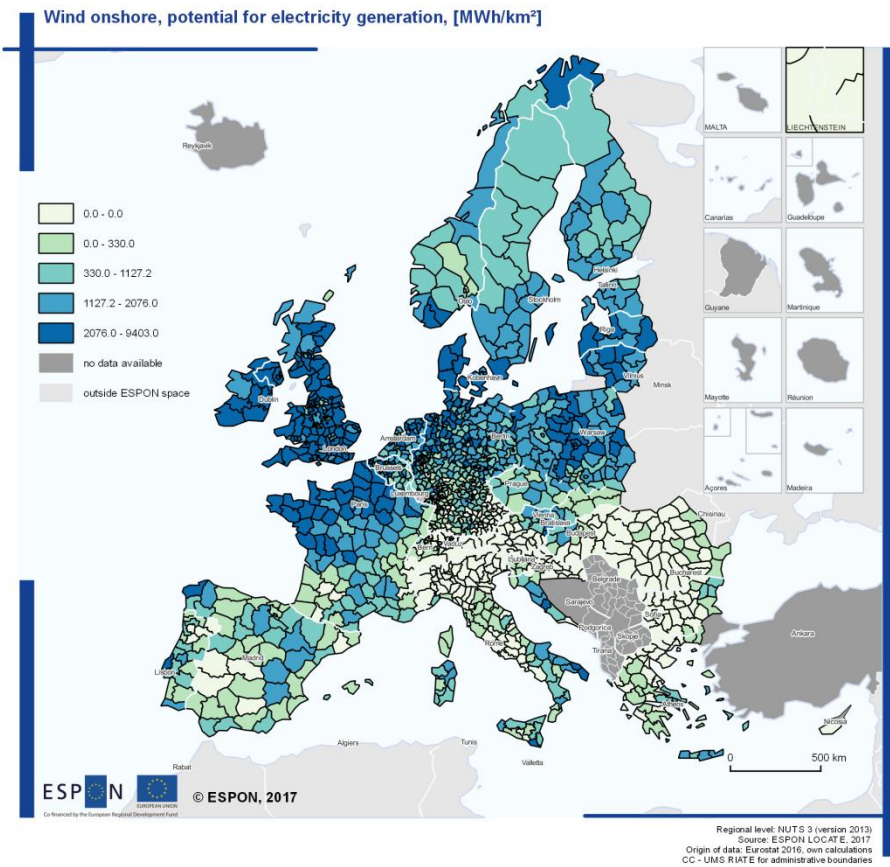 Wind onshore, potential for electricity generation, [MWh/km²]
MALTA
LIECHTENSTEIN
Reykjavik
Canarias
Guadeloupe
0.0 - 0.0
0.0 - 330.0
330.0 - 1127.2
1127.2 - 2076.0
2076.0 - 9403.0
no data available
outside ESPON space
Guyane
Martinique
Mayotte
Réunion
Açores
Madeira
Helsinki
Tallinn
Oslo
Stockholm
Riga
København
Vilnius
Minsk
Dublin
London
Amsterdam
Berlin
Warsaw
Brussels
Luxembourg
Prague
Paris
Vienna
Bratislava
Chisinau
Budapest
Bern
Vaduz
Ljubljana
Zagreb
Belgrade
Bucharest
Sarajevo
Sofia
Podgorica
Skopje
Rome
Tirana
Ankara
Madrid
Lisbon
Athens
Nicosia
Algiers
Tunis
Rabat
Valletta
0 500 km
ESPON
EUROPEAN UNION
© ESPON, 2017
Co-financed by the European Regional Development Fund
Regional level: NUTS 3 (version 2013)
Source: ESPON LOCATE, 2017
Origin of data: Eurostat 2016, own calculations
CC - UMS RIATE for administrative boundaries